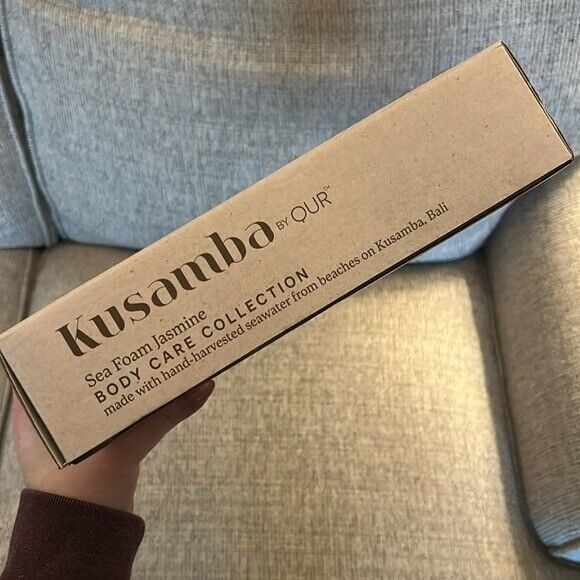 Kusamba BY QUR™
Sea Foam Jasmine
BODY CARE COLLECTION
made with hand-harvested seawater from beaches on Kusamba, Bali